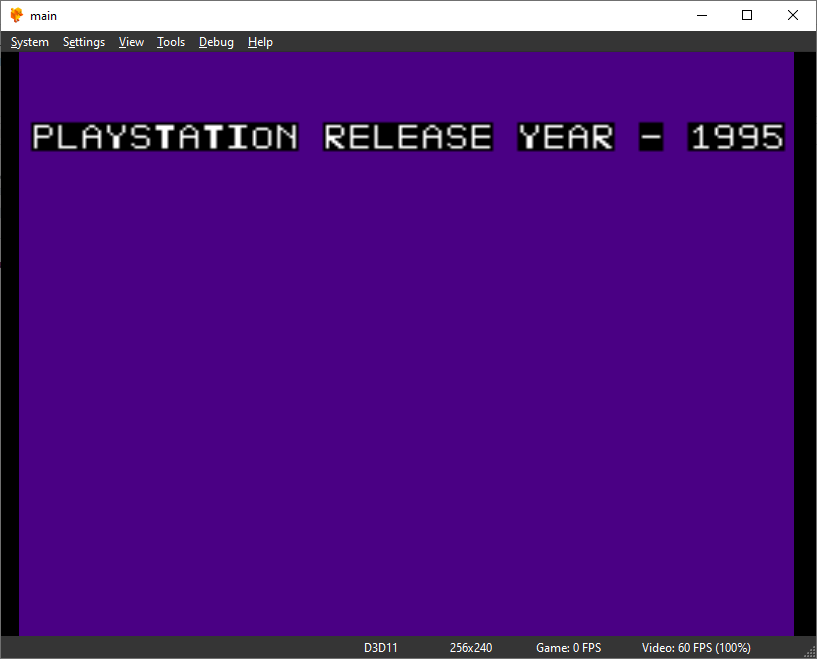 main
System Settings View Tools Debug Help
PLAYSTATION RELEASE YEAR - 1995
D3D11 256x240 Game: 0 FPS Video: 60 FPS (100%)